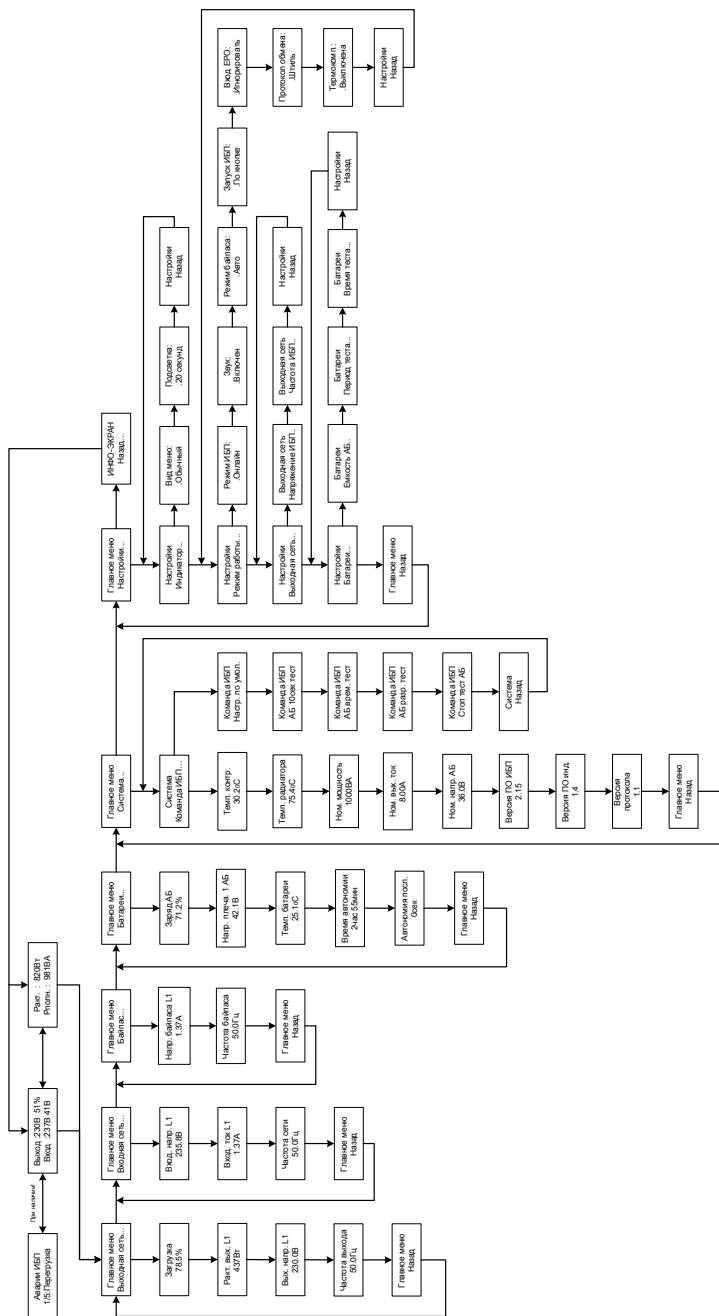 Аварии ИБП
1/5:Перегрузка
При наличии!
Выход :230В 51%
Вход :237В 41В
Ракт. : 820Вт
Рполн. : 981ВА
Главное меню
Выходная сеть...
Загрузка
78.5%
Ракт. вых. L1
437Вт
Вых. напр. L1
230.0В
Частота выхода
50.0Гц
Главное меню
Назад
Главное меню
Входная сеть...
Вход. напр. L1
235.8В
Вход. ток L1
1.37А
Частота сети
50.0Гц
Главное меню
Назад
Главное меню
Байпас...
Напр. байпаса L1
1.37А
Частота байпаса
50.0Гц
Главное меню
Назад
Главное меню
Батареи...
Заряд АБ
71.2%
Напр. плеча. 1 АБ
42.1В
Темп. батареи
25.1оС
Время автономии
2час 55мин
Автономия посл.
0сек
Главное меню
Назад
Главное меню
Система...
Система
Команда ИБП...
Темп. контр.
30.2оС
Темп. радиатора
75.4оС
Ном. мощность
1000ВА
Ном. вых. ток
8.00А
Ном. напр. АБ
36.0В
Версия ПО ИБП
2.15
Версия ПО инд.
1.4
Версия
протокола
1.1
Главное меню
Назад
Команда ИБП
Настр. по умол.
Команда ИБП
АБ 10сек тест
Команда ИБП
АБ врем. тест
Команда ИБП
АБ разр. тест
Команда ИБП
Стоп тест АБ
Система
Назад
Главное меню
Настройки...
ИНФО-ЭКРАН
Назад...
Настройки
Индикатор...
Вид меню:
.Обычный
Подсветка:
.20 секунд
Настройки
Назад
Настройки
Режим работы...
Режим ИБП:
.Онлайн
Звук:
.Включен
Режим байпаса:
.Авто
Запуск ИБП:
.По кнопке
Вход EPO:
.Игнорировать
Протокол обмена:
.Штиль
Термокомп.:
.Выключена
Настройки
Назад
Настройки
Выходная сеть...
Выходная сеть
Напряжение ИБП...
Выходная сеть
Частота ИБП...
Настройки
Назад
Настройки
Батареи...
Батареи
Емкость АБ...
Батареи
Период теста...
Батареи
Время теста...
Настройки
Назад
Главное меню
Назад